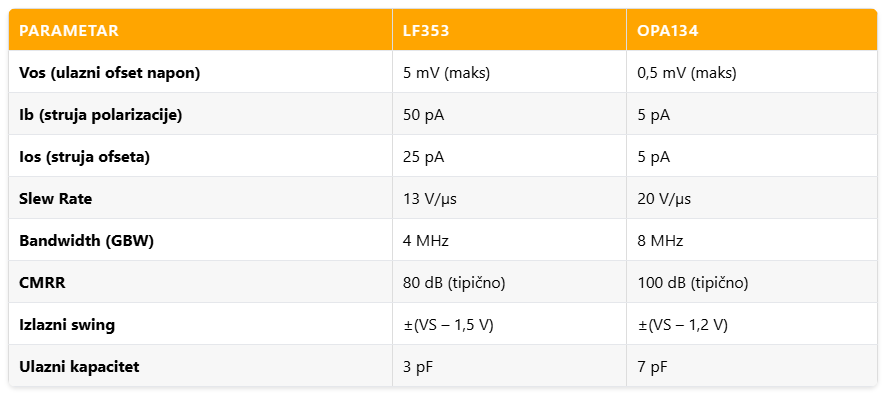 PARAMETAR LF353 OPA134
Vos (ulazni ofset napon) 5 mV (maks) 0,5 mV (maks)
Ib (struja polarizacije) 50 pA 5 pA
Ios (struja ofseta) 25 pA 5 pA
Slew Rate 13 V/μs 20 V/μs
Bandwidth (GBW) 4 MHz 8 MHz
CMRR 80 dB (tipično) 100 dB (tipično)
Izlazni swing ±(VS – 1,5 V) ±(VS – 1,2 V)
Ulazni kapacitet 3 pF 7 pF